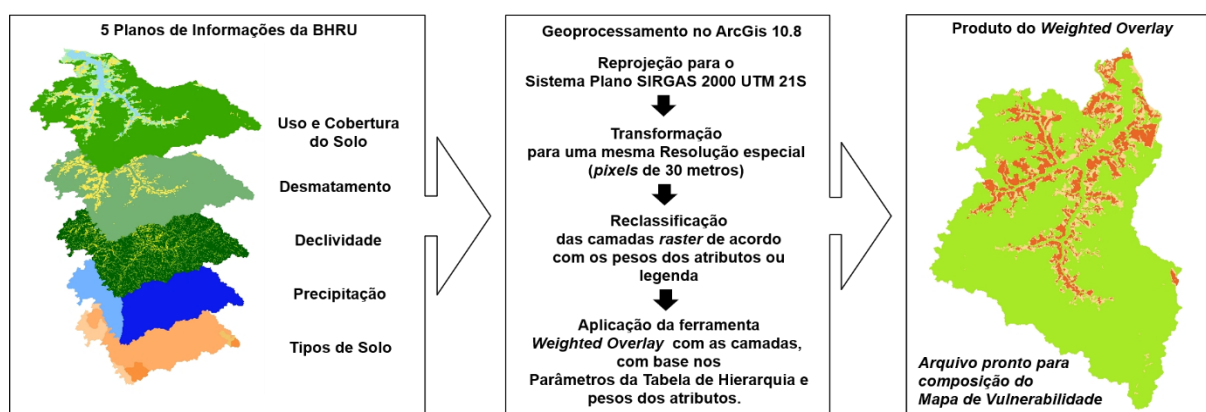 5 Planos de Informações da BHRU
Uso e Cobertura
do Solo
Desmatamento
Declividade
Precipitação
Tipos de Solo
Geoprocessamento no ArcGis 10.8
Reprojeção para o
Sistema Plano SIRGAS 2000 UTM 21S
Transformação
para uma mesma Resolução especial
(pixels de 30 metros)
Reclassificação
das camadas raster de acordo
com os pesos dos atributos ou
legenda
Aplicação da ferramenta
Weighted Overlay com as camadas,
com base nos
Parâmetros da Tabela de Hierarquia e
pesos dos atributos.
Produto do Weighted Overlay
Arquivo pronto para
composição do
Mapa de Vulnerabilidade